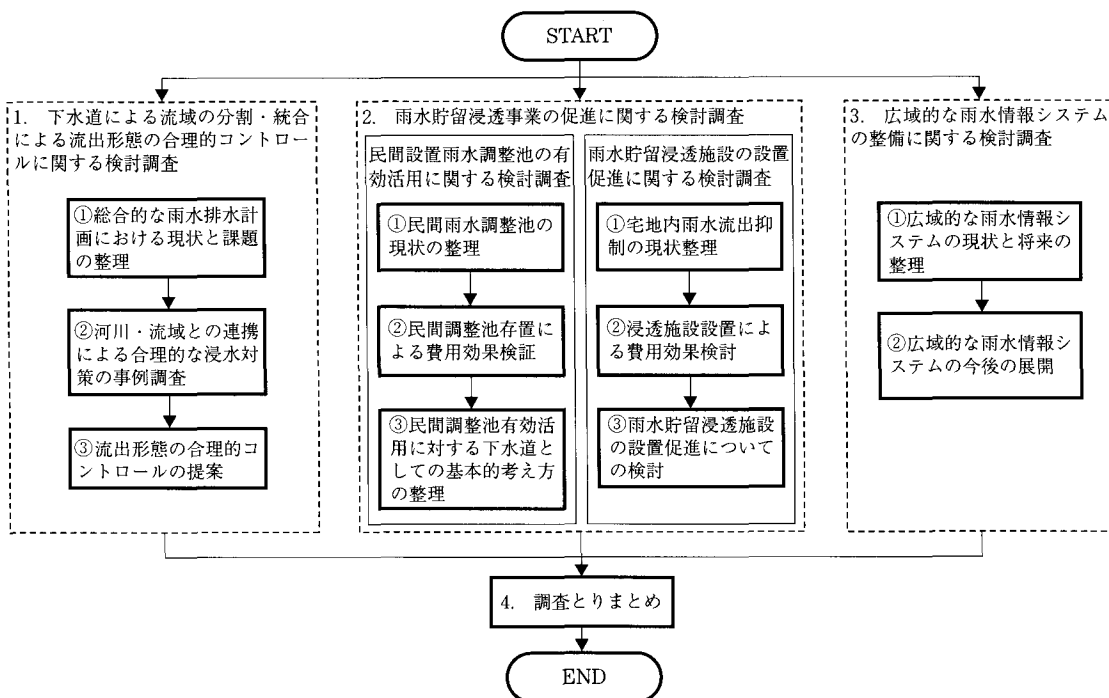 START
1. 下水道による流域の分割・統合
による流出形態の合理的コントロー
ルに関する検討調査
①総合的な雨水排水計
画における現状と課題
の整理
②河川・流域との連携
による合理的な浸水対
策の事例調査
③流出形態の合理的コ
ントロールの提案
2. 雨水貯留浸透事業の促進に関する検討調査
民間設置雨水調整池の有
効活用に関する検討調査
①民間雨水調整池の
現状の整理
②民間調整池存置に
よる費用効果検証
③民間調整池有効活
用に対する下水道と
しての基本的考え方
の整理
雨水貯留浸透施設の設置
促進に関する検討調査
①宅地内雨水流出抑
制の現状整理
②浸透施設設置によ
る費用効果検討
③雨水貯留浸透施設
の設置促進について
の検討
3. 広域的な雨水情報システム
の整備に関する検討調査
①広域的な雨水情報シ
ステムの現状と将来の
整理
②広域的な雨水情報シ
ステムの今後の展開
4. 調査とりまとめ
END